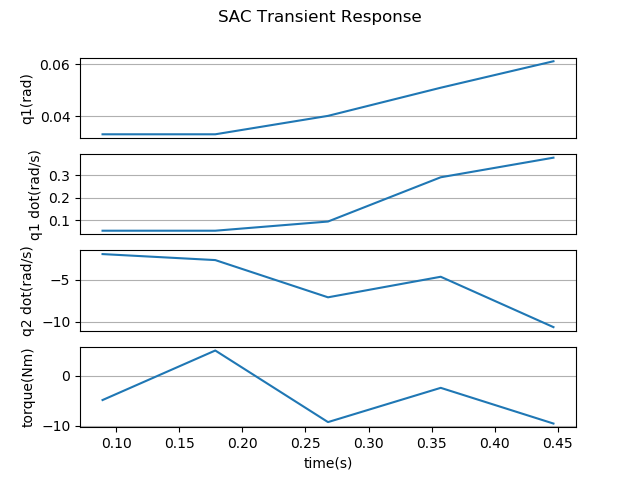 SAC Transient Response
q1(rad)
0.06
0.04
q1 dot(rad/s)
0.3
0.2
0.1
q2 dot(rad/s)
−5
−10
torque(Nm)
0
−10
0.10 0.15 0.20 0.25 0.30 0.35 0.40 0.45
time(s)